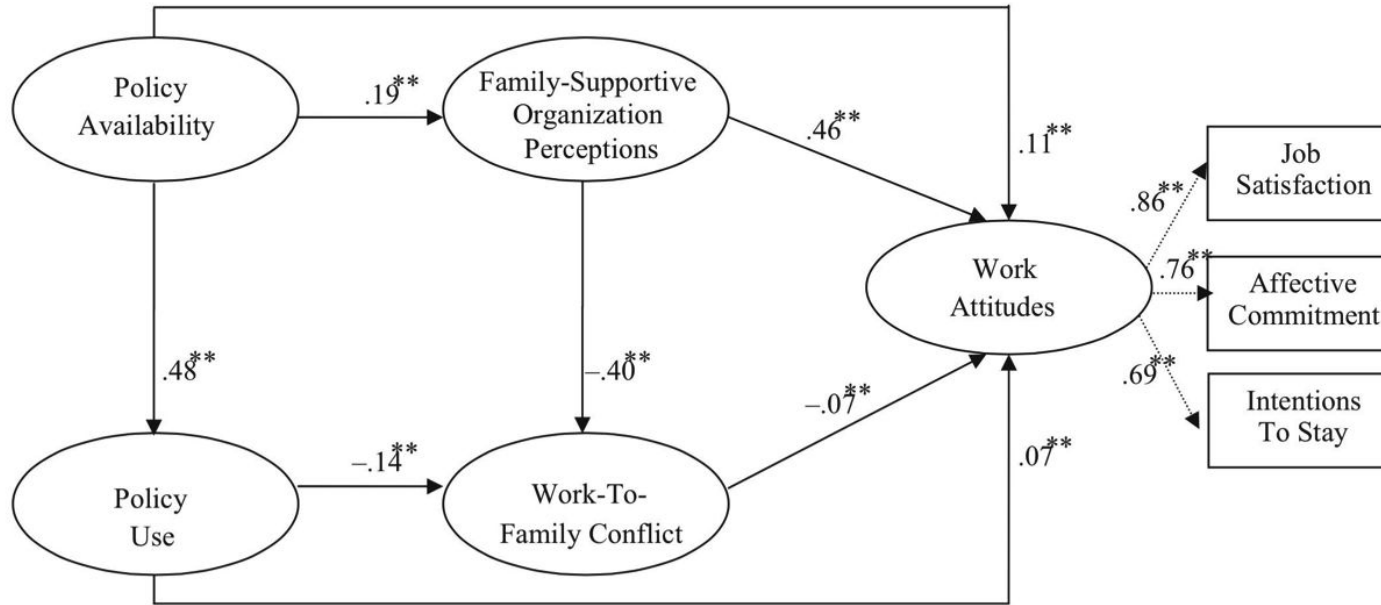 Policy
Availability
.19**
Family-Supportive
Organization
Perceptions
.46**
.11**
Job
Satisfaction
.86**
Work
Attitudes
.76**
Affective
Commitment
.48**
–.40**
–.07**
.69**
Intentions
To Stay
.07**
Policy
Use
–.14**
Work-To-
Family Conflict